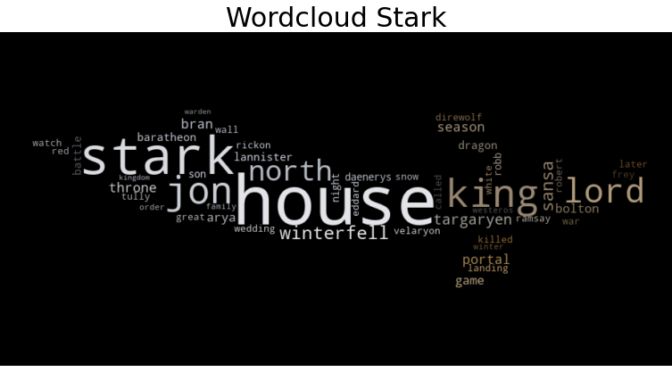 Wordcloud Stark
warden
bran wall
direwolf
season
baratheon
watch
red
battle
stark
rickon
lannister
dragon
robb
white
son
north
night
daenerys snow
eddard
called
sansa
robert
later
frey
kingdom
throne
tully
jon
house
king
lord
order
family
great arya
westeros
bolton
targaryen ramsay
war
wedding
winterfell velaryon
killed
winter
portal
landing
game